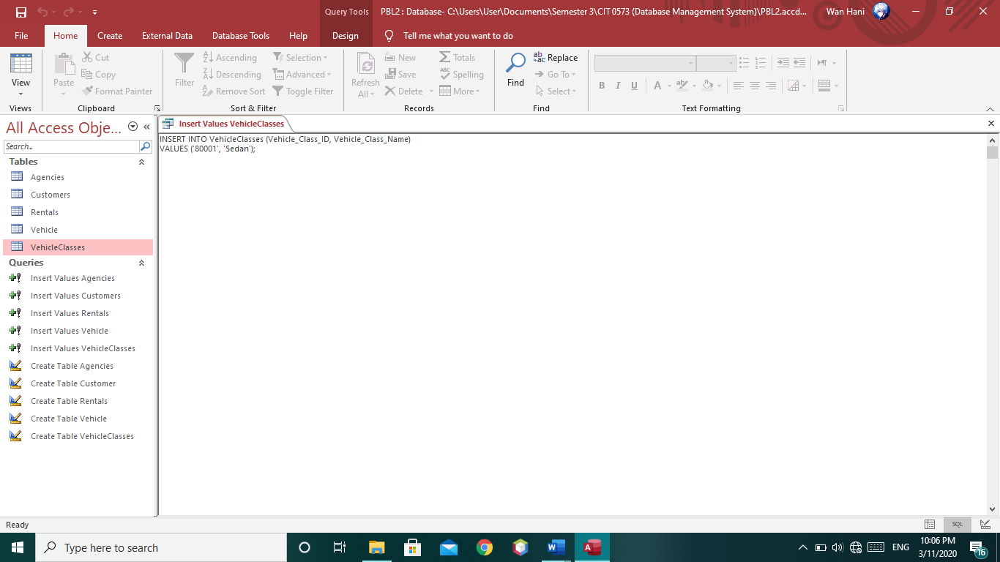 Query Tools PBL2 : Database- C:\Users\User\Documents\Semester 3\CIT 0573 (Database Management System)\PBL2.accd... Wan Hani
File Home Create External Data Database Tools Help Design Tell me what you want to do
View
Views
Paste
Cut
Copy
Format Painter
Clipboard
Filter
Ascending
Descending
Remove Sort
Selection
Advanced
Toggle Filter
Sort & Filter
Refresh
All
New
Save
Delete
Totals
Spelling
More
Records
Find
Replace
Go To
Select
Find
B I U A
Text Formatting
All Access Obje...
Search...
Tables
Agencies
Customers
Rentals
Vehicle
VehicleClasses
Queries
Insert Values Agencies
Insert Values Customers
Insert Values Rentals
Insert Values Vehicle
Insert Values VehicleClasses
Create Table Agencies
Create Table Customer
Create Table Rentals
Create Table Vehicle
Create Table VehicleClasses
Insert Values VehicleClasses
INSERT INTO VehicleClasses (Vehicle_Class_ID, Vehicle_Class_Name)
VALUES ('80001', 'Sedan');
Ready
SQL
Type here to search
ENG
10:06 PM
3/11/2020
16